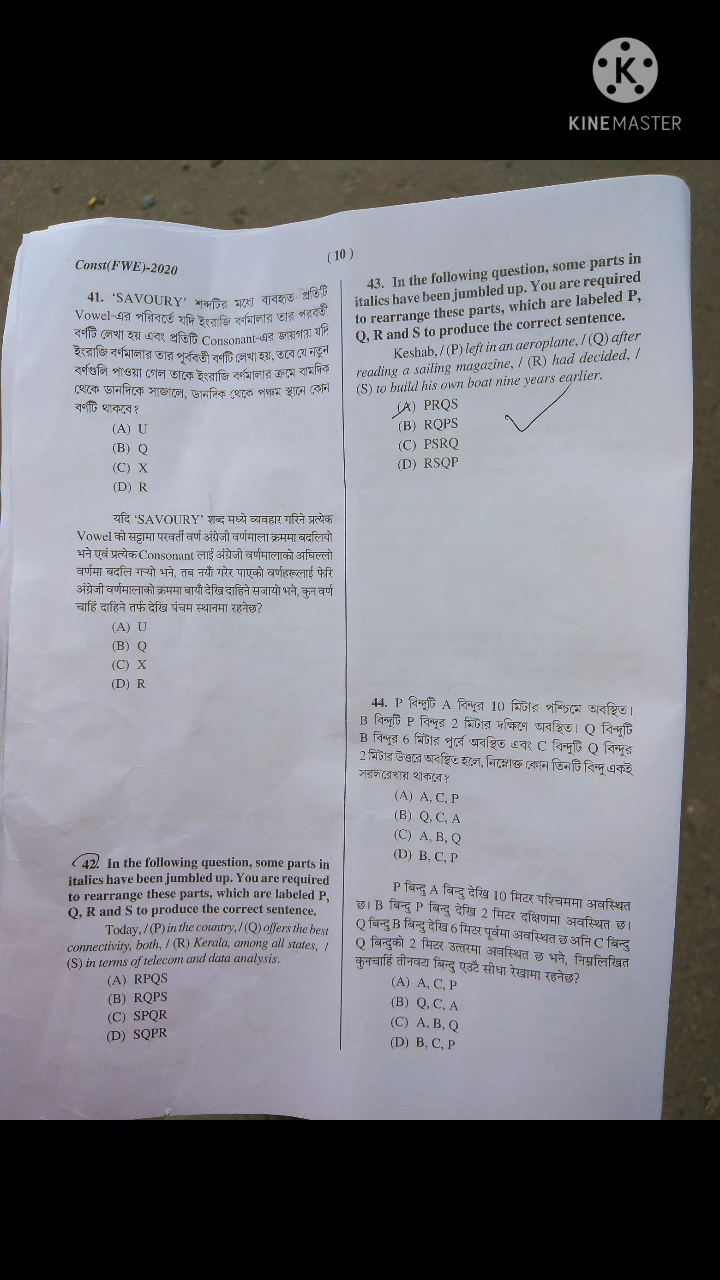 K
KINEMASTER
Const(FWE)-2020
( 10 )
41. ‘SAVOURY’ শব্দটির মধ্যে ব্যবহৃত প্রতিটি
Vowel-এর পরিবর্তে যদি ইংরাজি বর্ণমালার তার পরবর্তী
বর্ণটি লেখা হয় এবং প্রতিটি Consonant-এর জায়গায় যদি
ইংরাজি বর্ণমালার তার পূর্ববর্তী বর্ণটি লেখা হয়, তবে যে নতুন
বর্ণগুলি পাওয়া গেল তাকে ইংরাজি বর্ণমালার ক্রমে বামদিক
থেকে ডানদিকে সাজালে, ডানদিক থেকে পঞ্চম স্থানে কোন
বর্ণটি থাকবে?
(A) U
(B) Q
(C) X
(D) R
यदि ‘SAVOURY’ शब्द मध्ये व्यवहार गरिने प्रत्येक
Vowel को सट्टामा परवर्ती वर्ण अंग्रेजी वर्णमाला क्रममा बदलियो
भने एवं प्रत्येक Consonant लाई अंग्रेजी वर्णमालाको अघिल्लो
वर्णमा बदलि गऱ्यो भने, तब नयाँ गरेर पाएको वर्णहरूलाई फेरि
अंग्रेजी वर्णमालाको क्रममा बायाँ देखि दाहिने सजायो भने, कुन वर्ण
चाहिं दाहिने तर्फ देखि पंचम स्थानमा रहनेछ?
(A) U
(B) Q
(C) X
(D) R
42. In the following question, some parts in
italics have been jumbled up. You are required
to rearrange these parts, which are labeled P,
Q, R and S to produce the correct sentence.
Today, / (P) in the country, / (Q) offers the best
connectivity, both, / (R) Kerala, among all states, /
(S) in terms of telecom and data analysis.
(A) RPQS
(B) RQPS
(C) SPQR
(D) SQPR
43. In the following question, some parts in
italics have been jumbled up. You are required
to rearrange these parts, which are labeled P,
Q, R and S to produce the correct sentence.
Keshab, / (P) left in an aeroplane, / (Q) after
reading a sailing magazine, / (R) had decided, /
(S) to build his own boat nine years earlier.
(A) PRQS
(B) RQPS
(C) PSRQ
(D) RSQP
44. P বিন্দুটি A বিন্দুর 10 মিটার পশ্চিমে অবস্থিত।
B বিন্দুটি P বিন্দুর 2 মিটার দক্ষিণে অবস্থিত। Q বিন্দুটি
B বিন্দুর 6 মিটার পূর্বে অবস্থিত এবং C বিন্দুটি Q বিন্দুর
2 মিটার উত্তরে অবস্থিত হলে, নিম্নোক্ত কোন তিনটি বিন্দু একই
সরলরেখায় থাকবে?
(A) A, C, P
(B) Q, C, A
(C) A, B, Q
(D) B, C, P
P बिन्दु A बिन्दु देखि 10 मिटर पश्चिममा अवस्थित
छ। B बिन्दु P बिन्दु देखि 2 मिटर दक्षिणमा अवस्थित छ।
Q बिन्दु B बिन्दु देखि 6 मिटर पूर्वमा अवस्थित छ अनि C बिन्दु
Q बिन्दुको 2 मिटर उत्तरमा अवस्थित छ भने, निम्नलिखित
कुनचाहिं तीनवटा बिन्दु एउटै सीधा रेखामा रहनेछ?
(A) A, C, P
(B) Q, C, A
(C) A, B, Q
(D) B, C, P